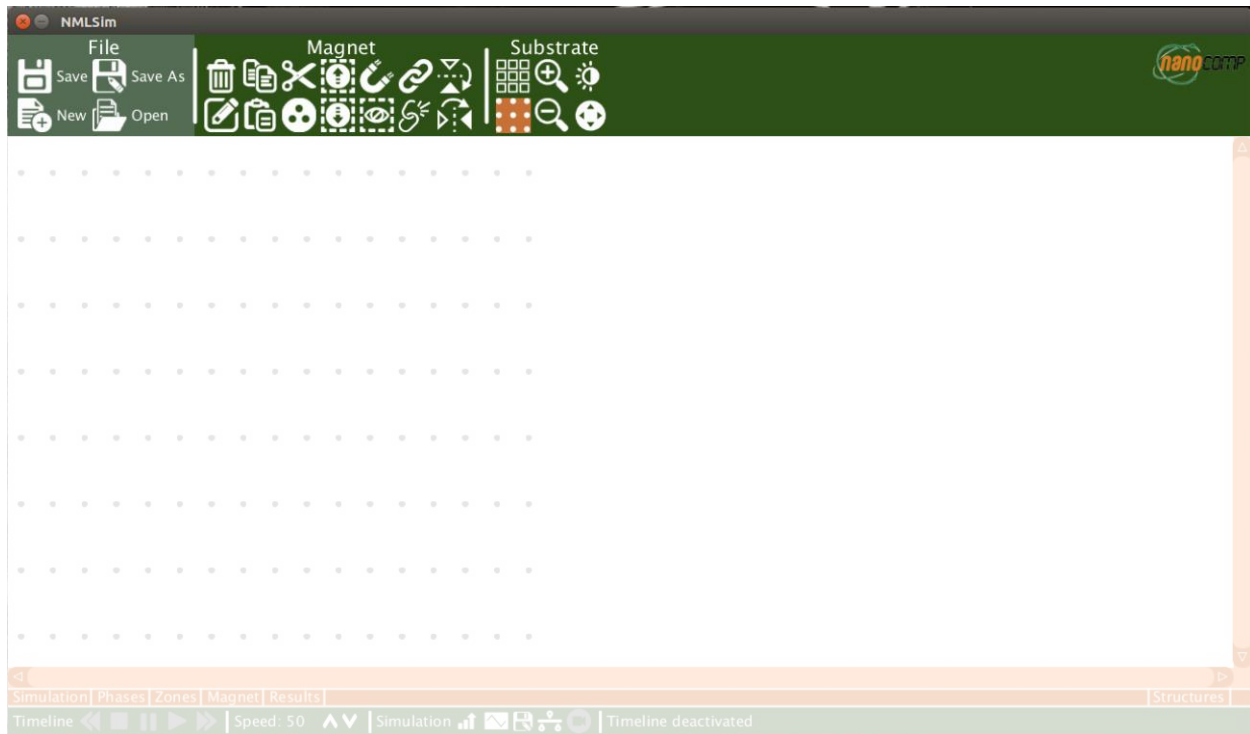 NMLSim
File Magnet Substrate
Save Save As
New Open
nanocomp
Simulation| Phases| Zones| Magnet| Results|
|Structures|
Timeline Speed: 50 Simulation Timeline deactivated